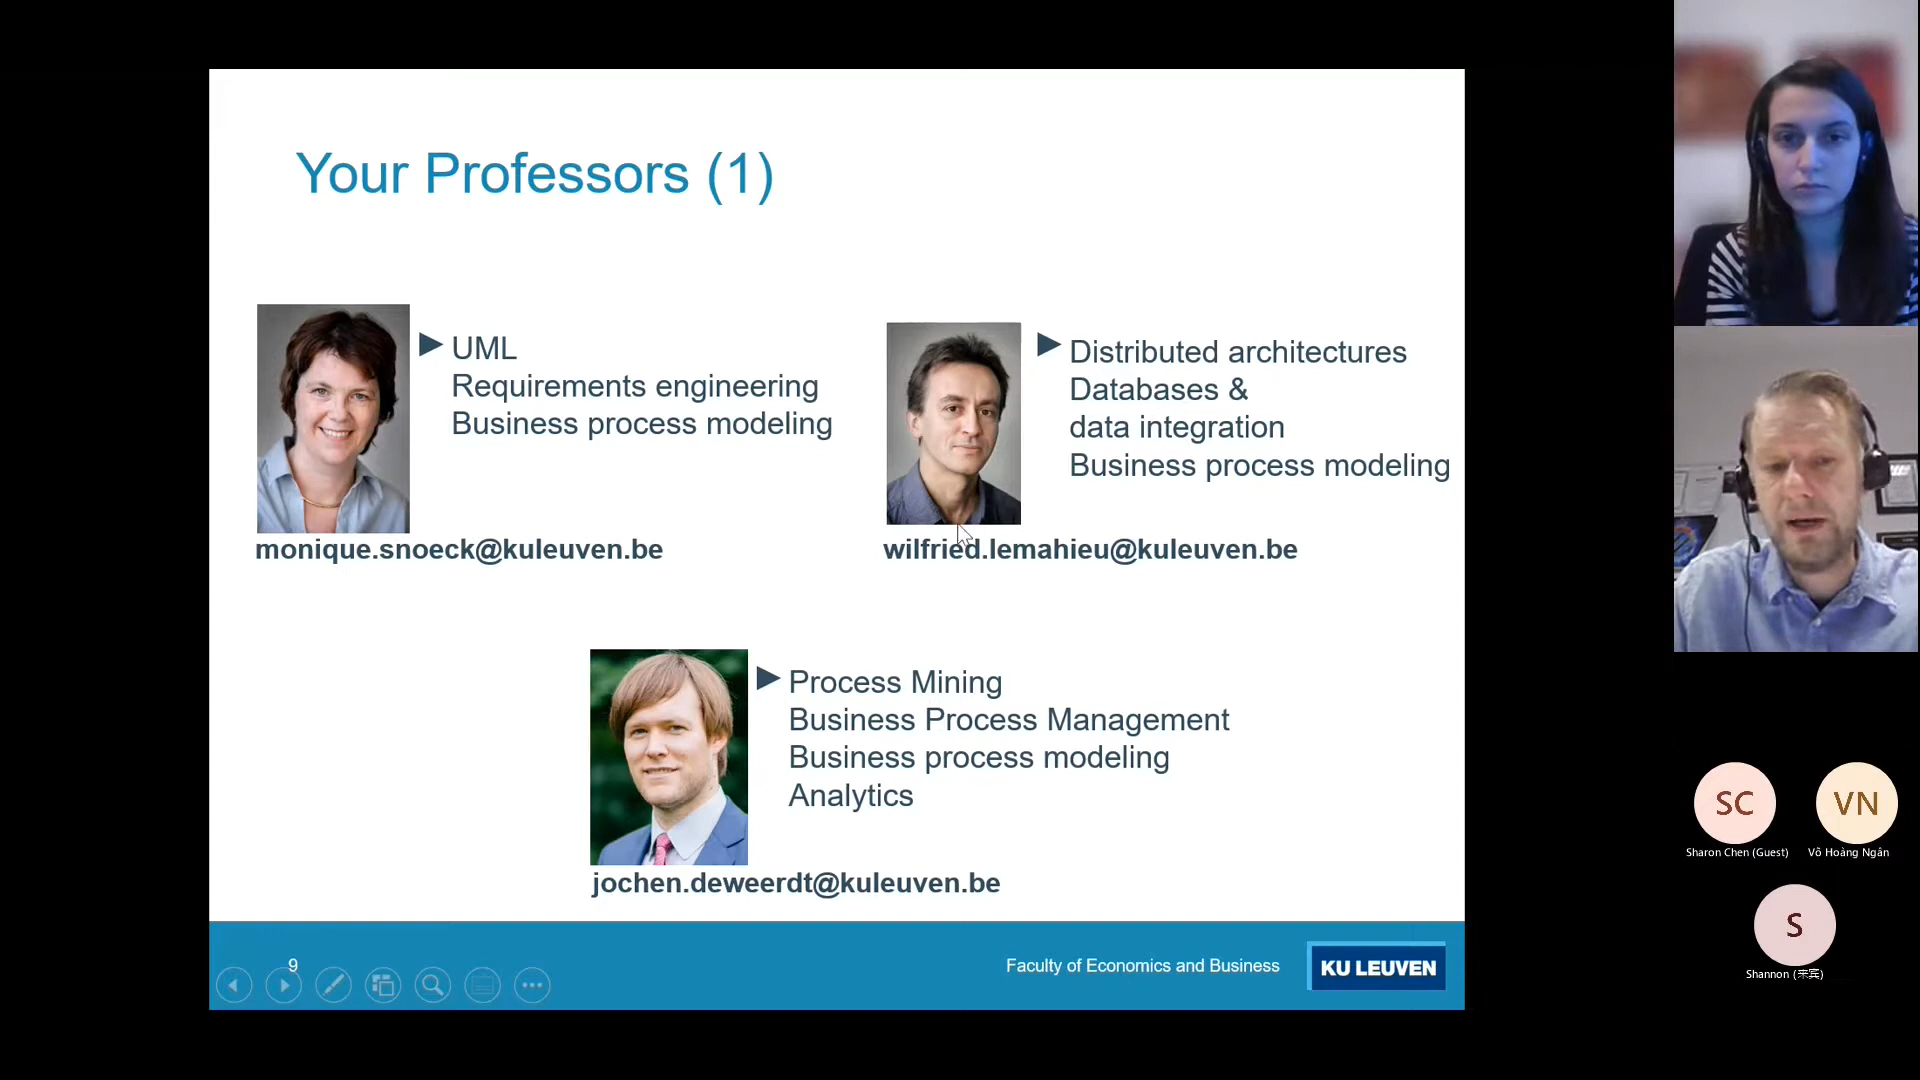 Your Professors (1)
UML
Requirements engineering
Business process modeling
monique.snoeck@kuleuven.be
Distributed architectures
Databases &
data integration
Business process modeling
wilfried.lemahieu@kuleuven.be
Process Mining
Business Process Management
Business process modeling
Analytics
jochen.deweerdt@kuleuven.be
9
Faculty of Economics and Business
KU LEUVEN
SC
Sharon Chen (Guest)
VN
Võ Hoàng Ngân
S
Shannon (来宾)